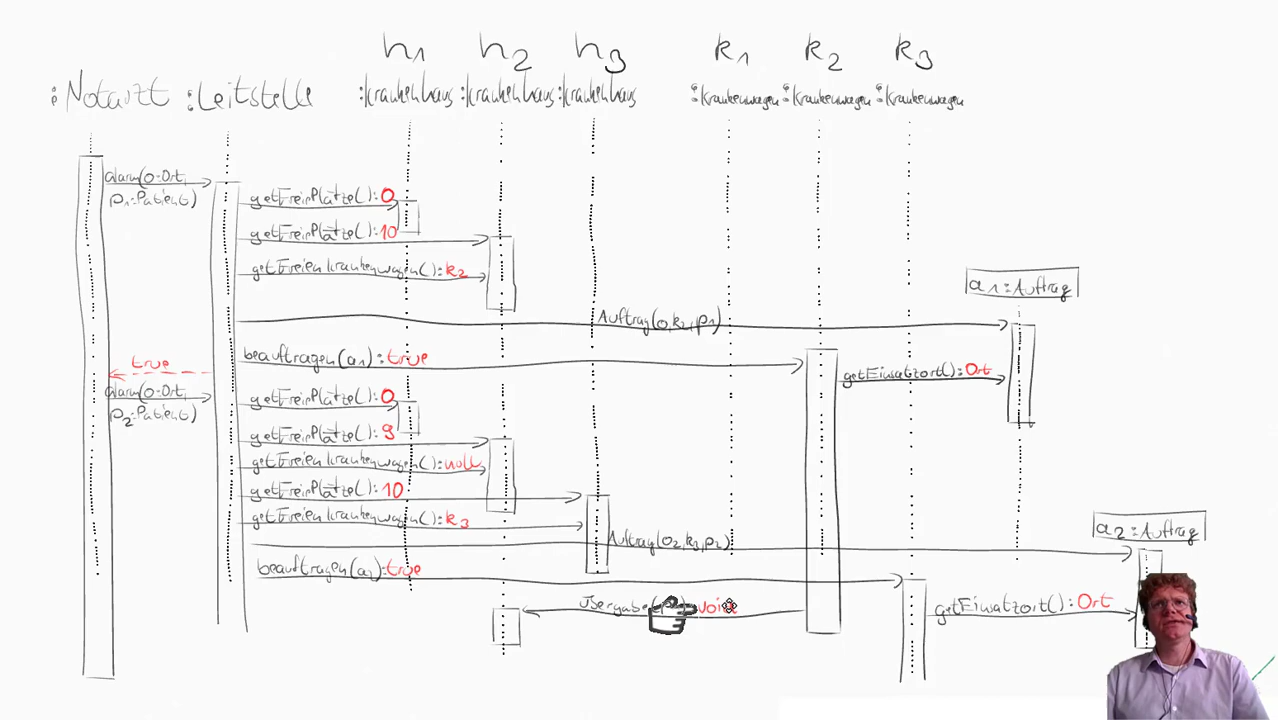 h1 h2 h3 k1 k2 k3
:Notarzt :Leitstelle :Krankenhaus :Krankenhaus :Krankenhaus :Krankenwagen :Krankenwagen :Krankenwagen
alarm(o:Ort,
p1:Patient)
getFreiePlätze():0
getFreiePlätze():10
getFreienKrankenwagen():k2
a1:Auftrag
Auftrag(o,k2,p1)
beauftragen(a1):true
true
getEinsatzort():Ort
alarm(o:Ort,
p2:Patient)
getFreiePlätze():0
getFreiePlätze():9
getFreienKrankenwagen():null
getFreiePlätze():10
getFreienKrankenwagen():k3
a2:Auftrag
Auftrag(o2,k3,p2)
beauftragen(a2):true
Übergabe(
getEinsatzort():Ort